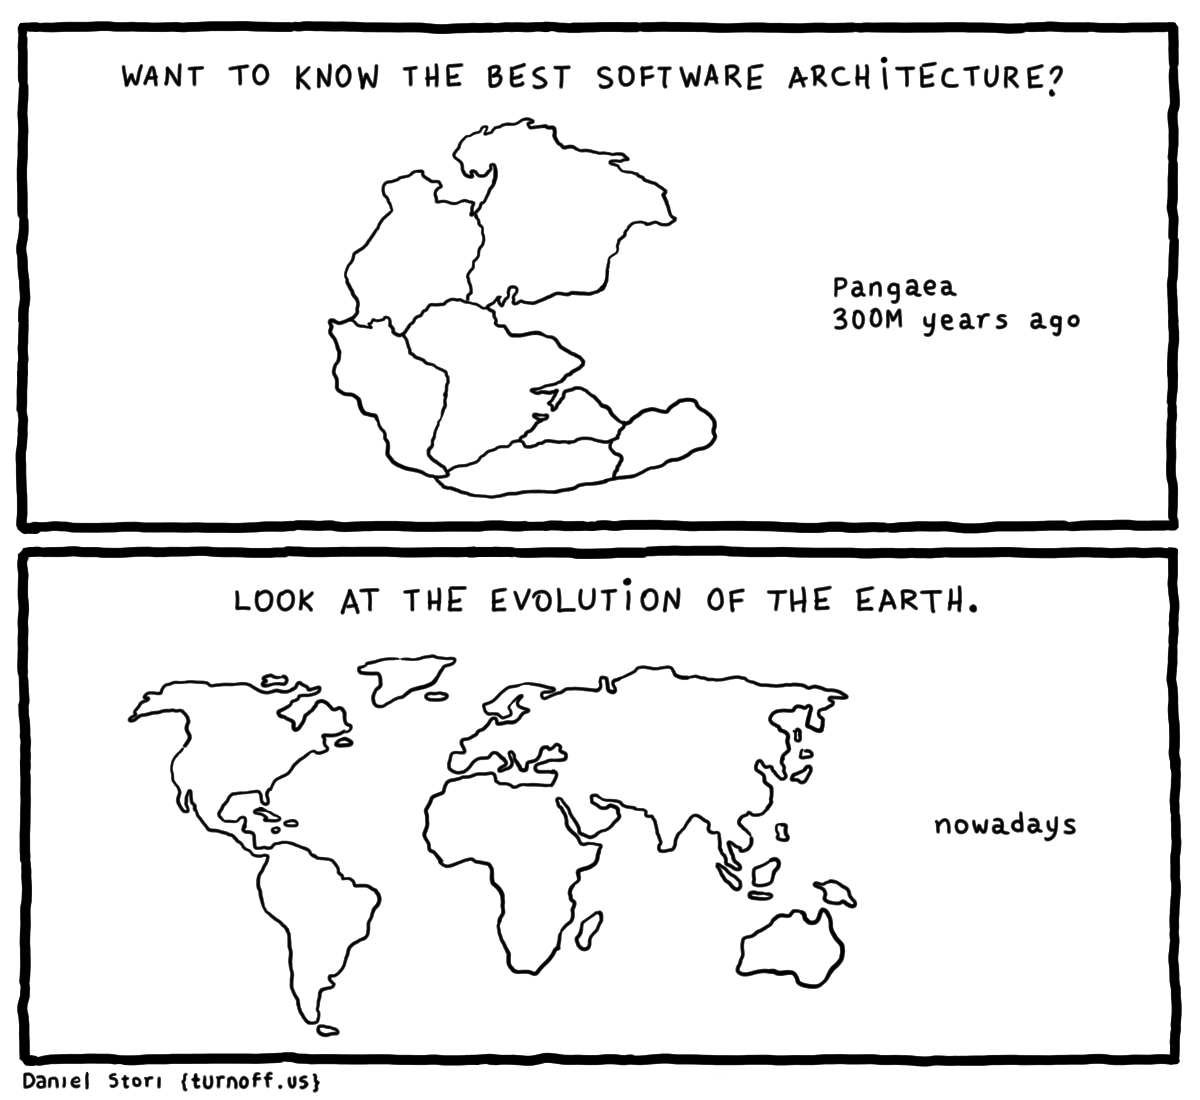 WANT TO KNOW THE BEST SOFTWARE ARCHiTECTURE?
Pangaea
300M years ago
LOOK AT THE EVOLUTiON OF THE EARTH.
nowadays
Daniel Stori {turnoff.us}